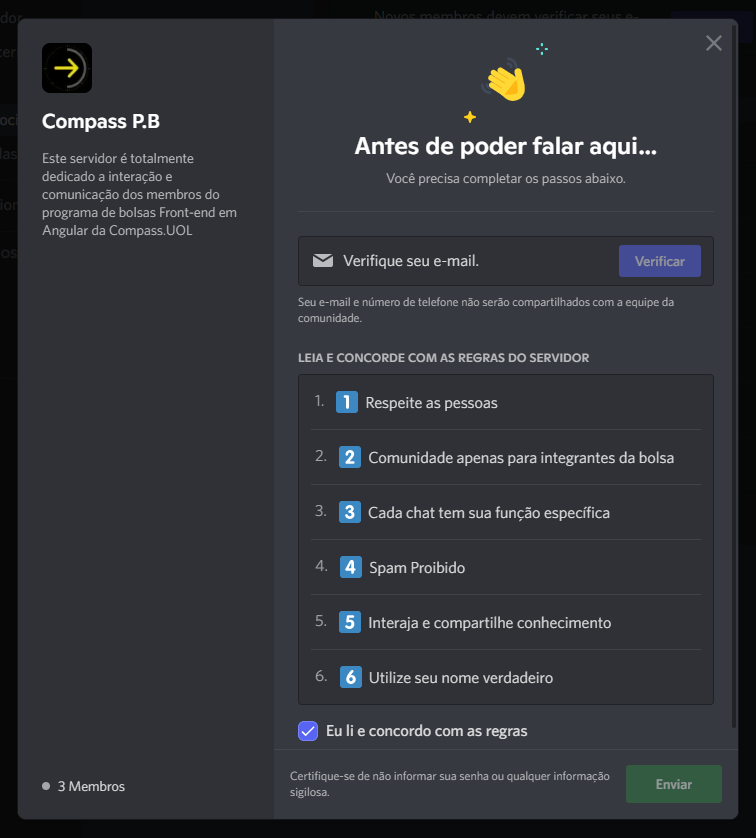 Novos membros devem verificar seus e-
Compass P.B
Este servidor é totalmente
dedicado a interação e
comunicação dos membros do
programa de bolsas Front-end em
Angular da Compass.UOL
Antes de poder falar aqui...
Você precisa completar os passos abaixo.
Verifique seu e-mail.
Verificar
Seu e-mail e número de telefone não serão compartilhados com a equipe da
comunidade.
LEIA E CONCORDE COM AS REGRAS DO SERVIDOR
1. 1 Respeite as pessoas
2. 2 Comunidade apenas para integrantes da bolsa
3. 3 Cada chat tem sua função específica
4. 4 Spam Proibido
5. 5 Interaja e compartilhe conhecimento
6. 6 Utilize seu nome verdadeiro
Eu li e concordo com as regras
3 Membros
Certifique-se de não informar sua senha ou qualquer informação
sigilosa.
Enviar